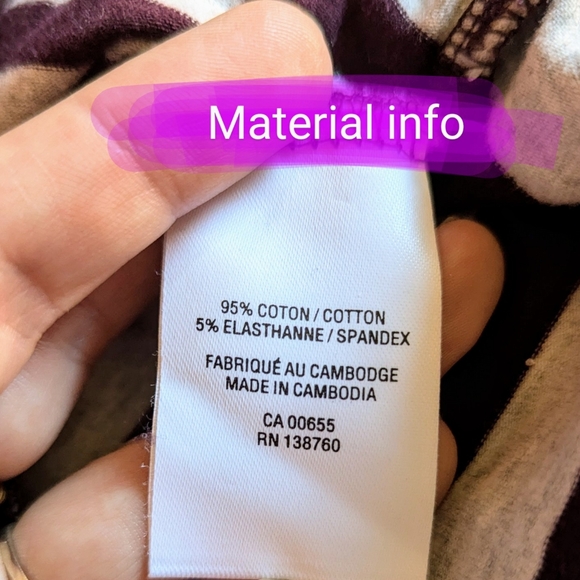 Material info
95% COTON / COTTON
5% ELASTHANNE / SPANDEX
FABRIQUÉ AU CAMBODGE
MADE IN CAMBODIA
CA 00655
RN 138760